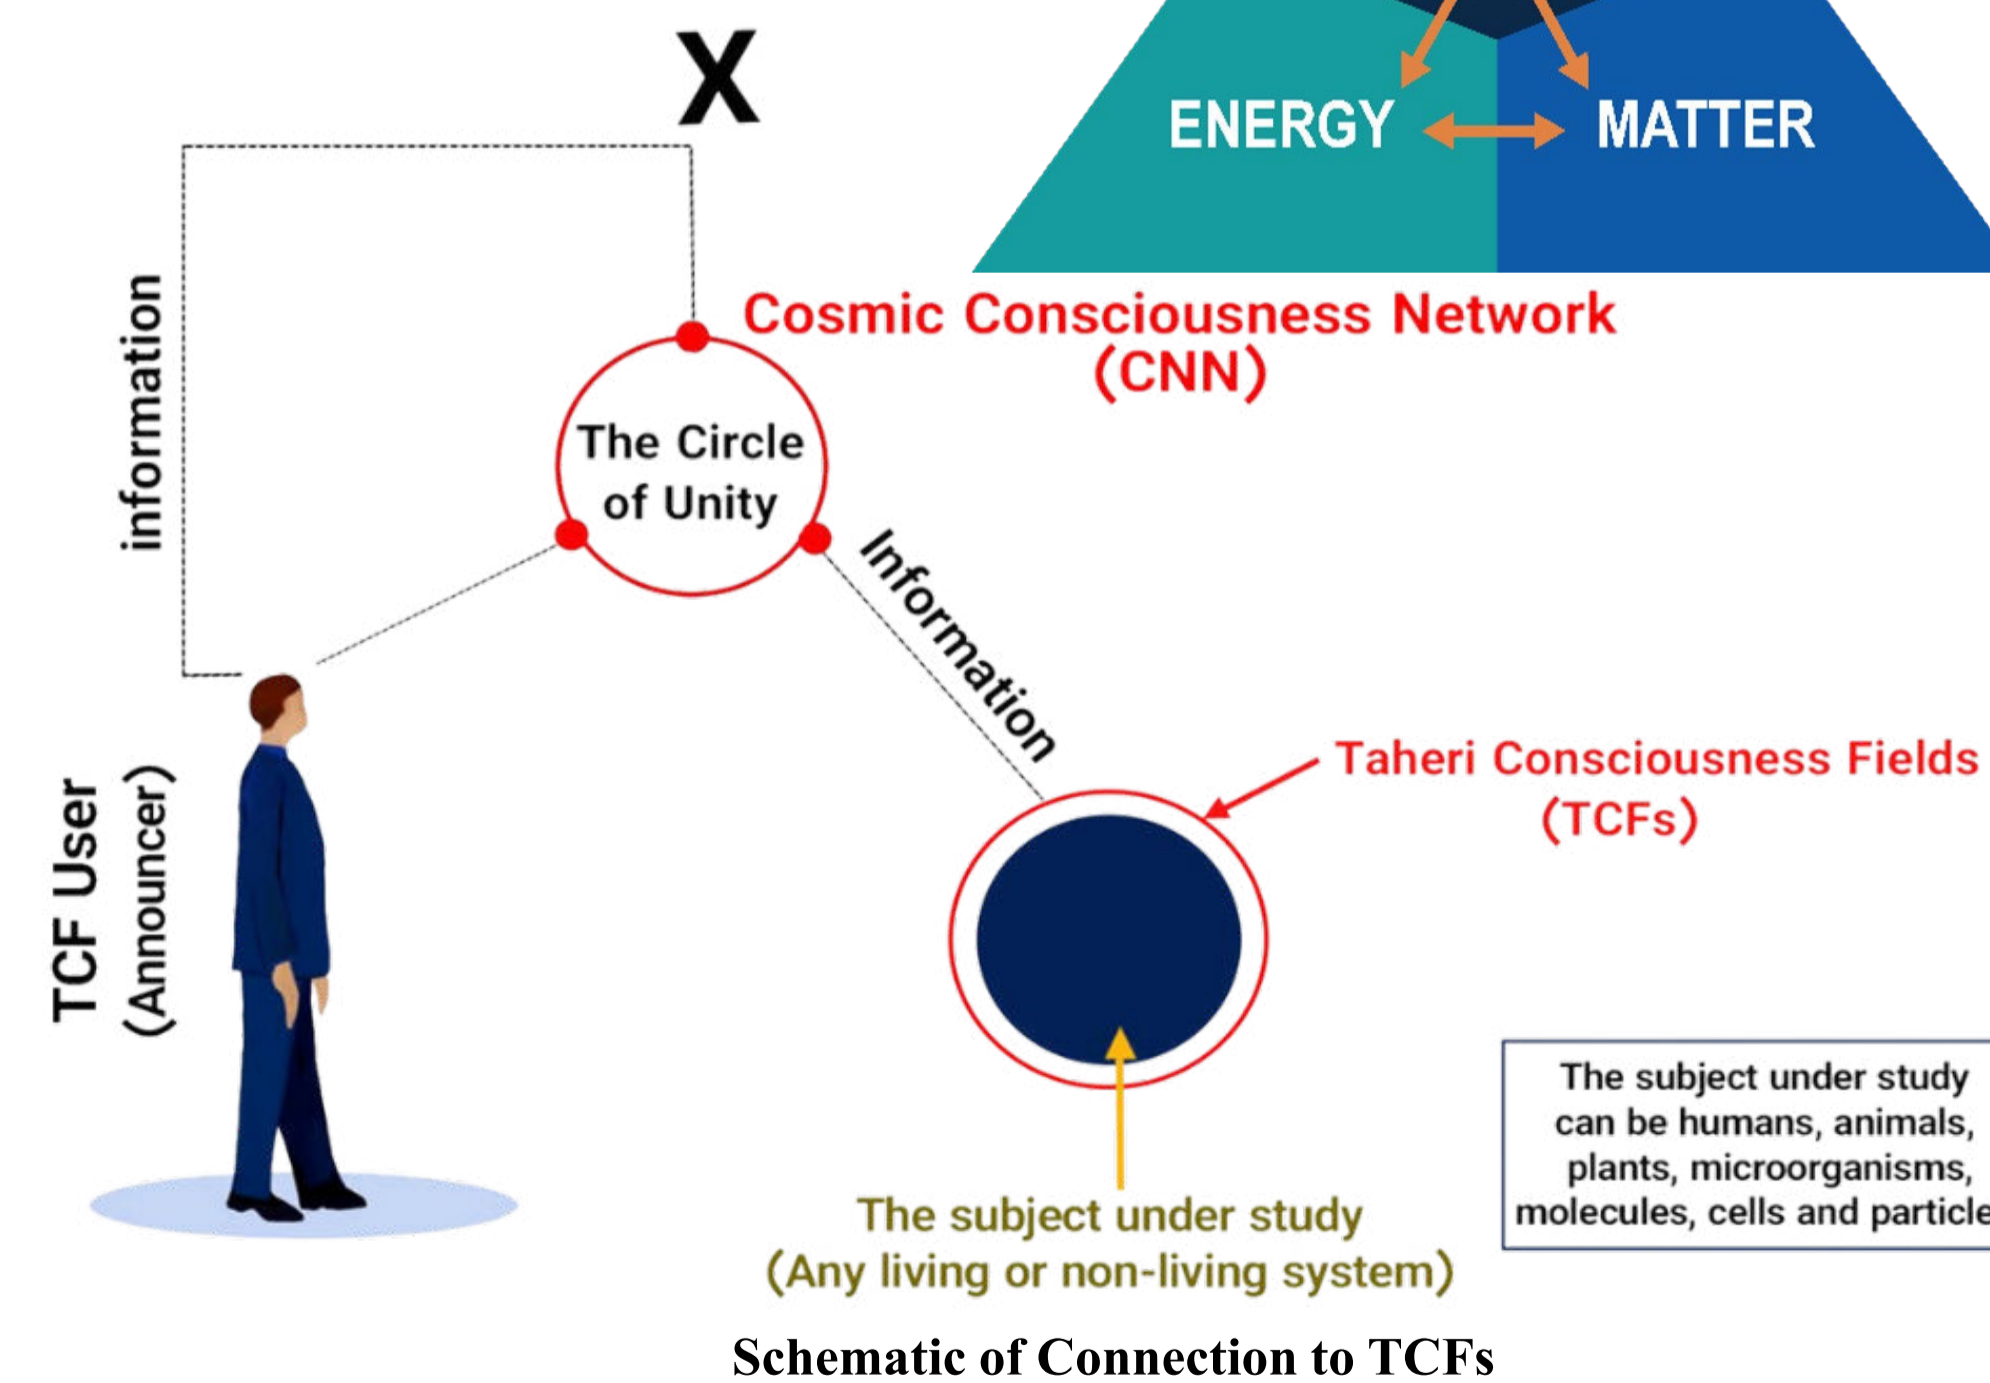 X
ENERGY
MATTER
information
Cosmic Consciousness Network
(CNN)
The Circle
of Unity
Information
TCF User
(Announcer)
Taheri Consciousness Fields
(TCFs)
The subject under study
can be humans, animals,
plants, microorganisms,
molecules, cells and particle
The subject under study
(Any living or non-living system)
Schematic of Connection to TCFs